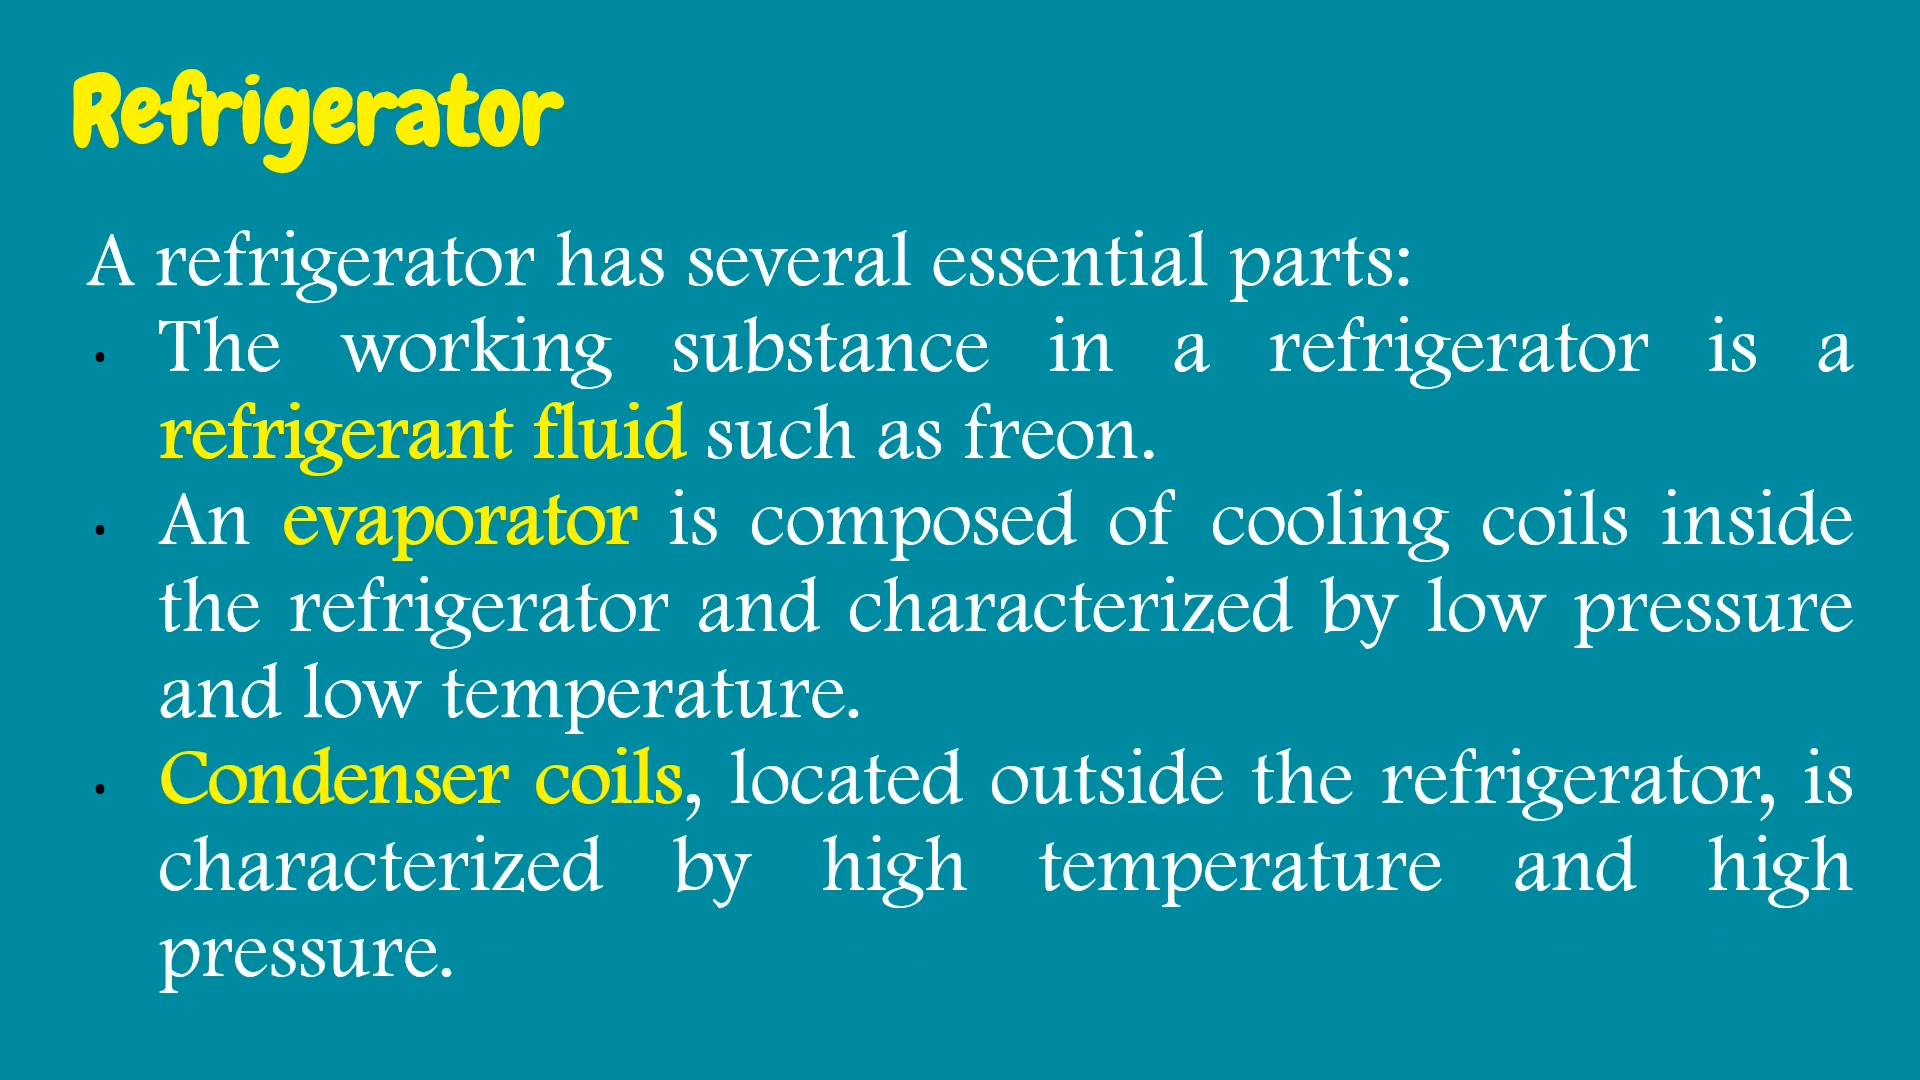 Refrigerator
A refrigerator has several essential parts:
• The working substance in a refrigerator is a
refrigerant fluid such as freon.
• An evaporator is composed of cooling coils inside
the refrigerator and characterized by low pressure
and low temperature.
• Condenser coils, located outside the refrigerator, is
characterized by high temperature and high
pressure.